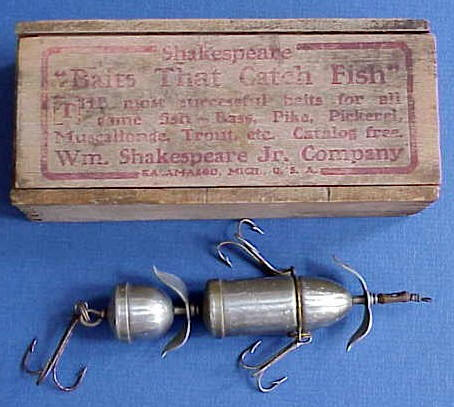 Shakespeare
"Baits That Catch Fish"
THE most successful baits for all
game fish - Bass, Pike, Pickerel,
Muscallonge, Trout, etc. Catalog free.
Wm. Shakespeare Jr. Company
KALAMAZOO, MICH., U. S. A.